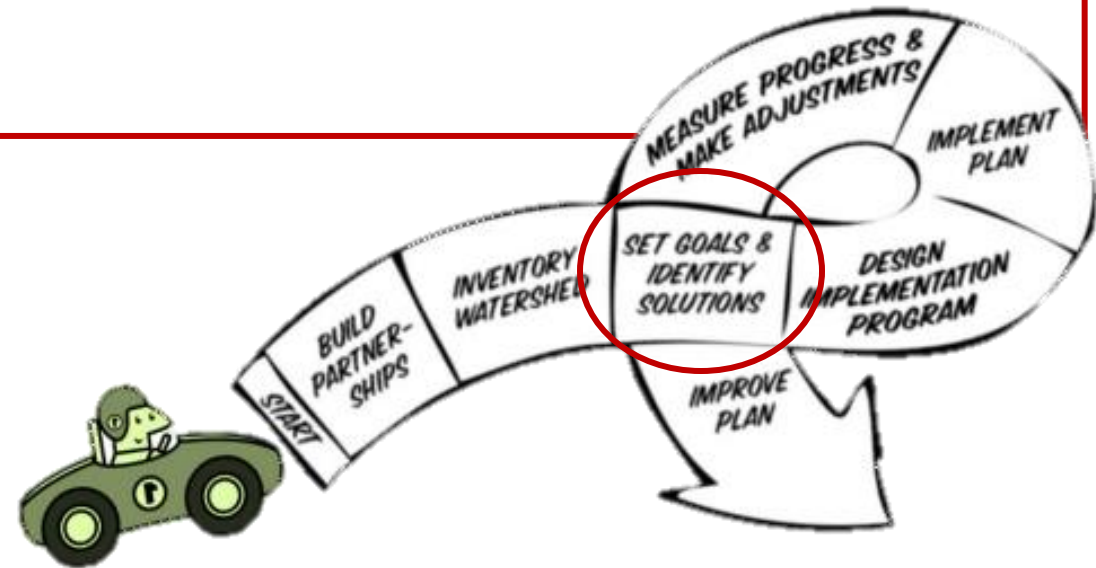 START
BUILD
PARTNER-
SHIPS
INVENTORY
WATERSHED
SET GOALS &
IDENTIFY
SOLUTIONS
DESIGN
IMPLEMENTATION
PROGRAM
IMPLEMENT
PLAN
MEASURE PROGRESS &
MAKE ADJUSTMENTS
IMPROVE
PLAN